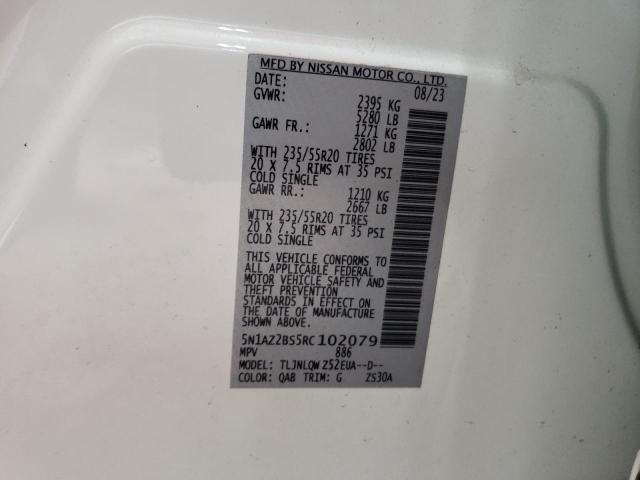 MFD BY NISSAN MOTOR CO., LTD.
DATE: 08/23
GVWR: 2395 KG
5280 LB
GAWR FR.: 1271 KG
2802 LB
WITH 235/55R20 TIRES
20 X 7.5 RIMS AT 35 PSI
COLD SINGLE
GAWR RR.: 1210 KG
2667 LB
WITH 235/55R20 TIRES
20 X 7.5 RIMS AT 35 PSI
COLD SINGLE
THIS VEHICLE CONFORMS TO
ALL APPLICABLE FEDERAL
MOTOR VEHICLE SAFETY AND
THEFT PREVENTION
STANDARDS IN EFFECT ON
THE DATE OF MANUFACTURE
SHOWN ABOVE.
5N1AZ2BS5RC102079
MPV 886
MODEL: TLJNLQW Z52EUA--D--
COLOR: QAB TRIM: G ZS30A